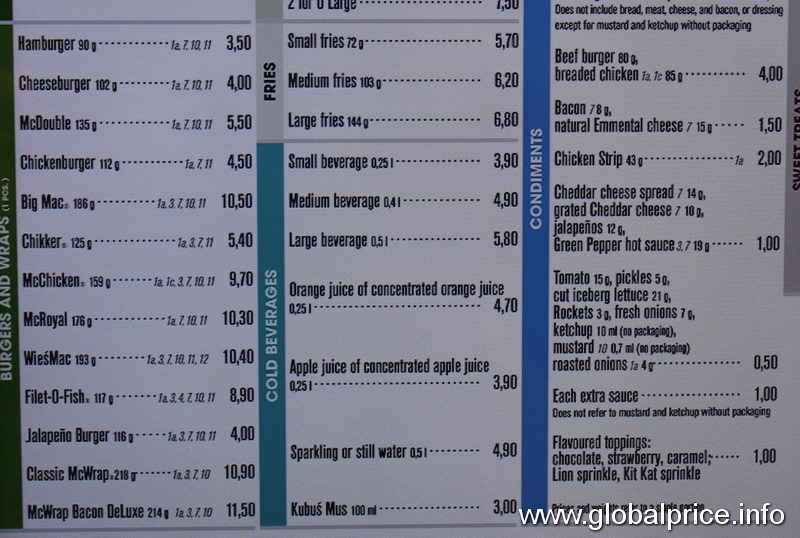 BURGERS AND WRAPS (1 PCS.)
Hamburger 90 g 1a, 7, 10, 11 3,50
Cheeseburger 102 g 1a, 7, 10, 11 4,00
McDouble 135 g 1a, 7, 10, 11 5,50
Chickenburger 112 g 1a, 7, 11 4,50
Big Mac® 186 g 1a, 3, 7, 10, 11 10,50
Chikker® 125 g 1a, 3, 7, 11 5,40
McChicken® 159 g 1a, 1c, 3, 7, 10, 11 9,70
McRoyal 176 g 1a, 7, 10, 11 10,30
WieśMac 193 g 1a, 3, 7, 10, 11, 12 10,40
Filet-O-Fish® 117 g 1a, 3, 4, 7, 10, 11 8,90
Jalapeño Burger 116 g 1a, 3, 7, 10, 11 4,00
Classic McWrap® 218 g 1a, 3, 7, 10 10,90
McWrap Bacon DeLuxe 214 g 1a, 3, 7, 10 11,50
2 for U Large 7,50
FRIES
Small fries 72 g 5,70
Medium fries 103 g 6,20
Large fries 144 g 6,80
COLD BEVERAGES
Small beverage 0,25 l 3,90
Medium beverage 0,4 l 4,90
Large beverage 0,5 l 5,80
Orange juice of concentrated orange juice
0,25 l 4,70
Apple juice of concentrated apple juice
0,25 l 3,90
Sparkling or still water 0,5 l 4,90
Kubuś Mus 100 ml 3,00
CONDIMENTS
Does not include bread, meat, cheese, and bacon, or dressing
except for mustard and ketchup without packaging
Beef burger 80 g,
breaded chicken 1a, 1c 85 g 4,00
Bacon 7 8 g,
natural Emmental cheese 7 15 g 1,50
Chicken Strip 43 g 1a 2,00
Cheddar cheese spread 7 14 g,
grated Cheddar cheese 7 10 g,
jalapeños 12 g,
Green Pepper hot sauce 3, 7 19 g 1,00
Tomato 15 g, pickles 5 g,
cut iceberg lettuce 21 g,
Rockets 3 g, fresh onions 7 g,
ketchup 10 ml (no packaging),
mustard 10 0,7 ml (no packaging)
roasted onions 1a 4 g 0,50
Each extra sauce 1,00
Does not refer to mustard and ketchup without packaging
Flavoured toppings:
chocolate, strawberry, caramel; 1,00
Lion sprinkle, Kit Kat sprinkle
SWEET TREATS
www.globalprice.info